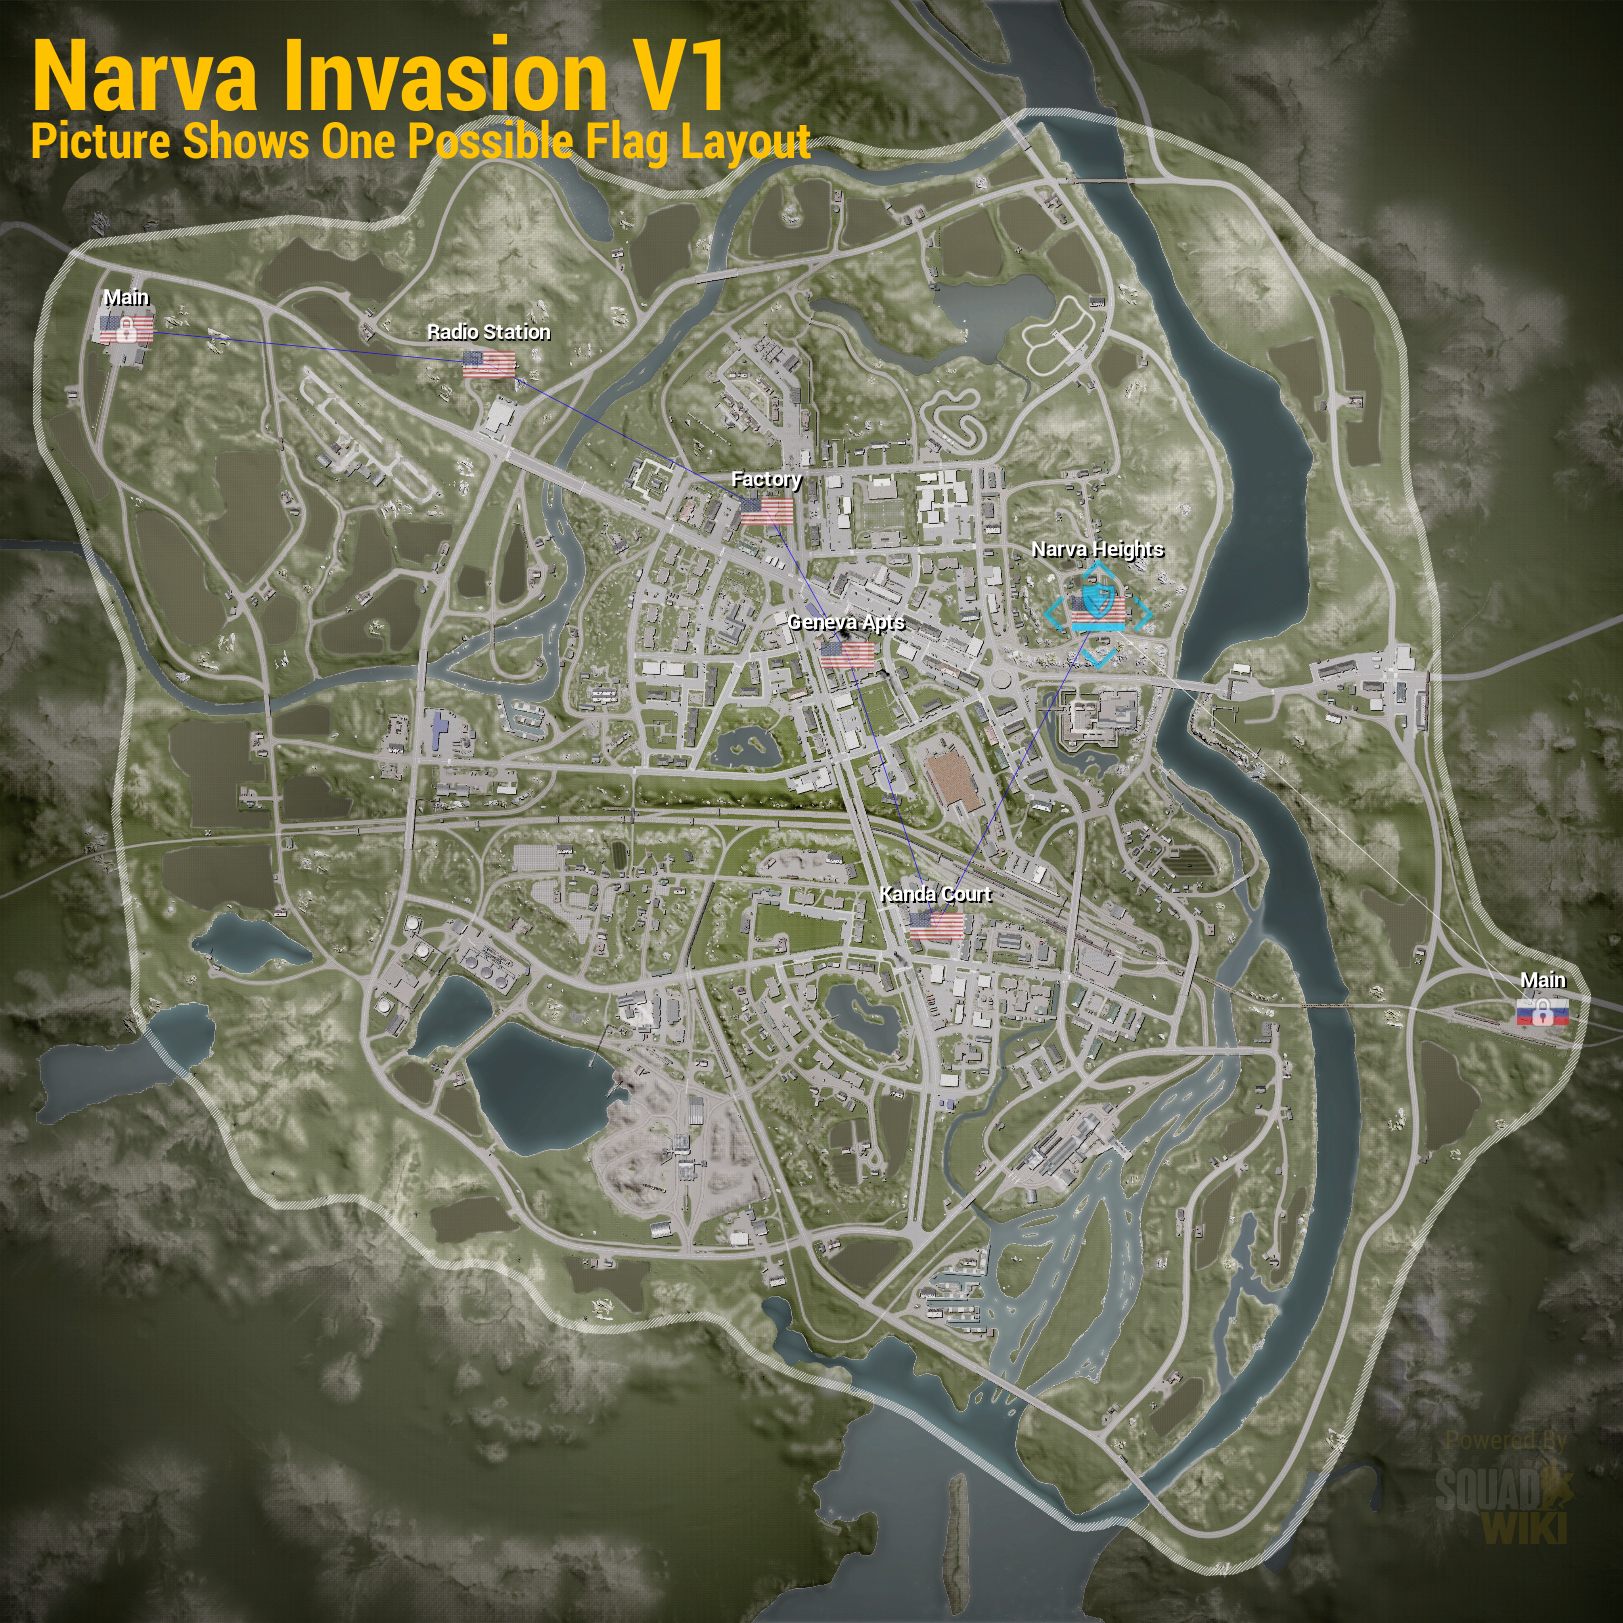 Narva Invasion V1
Picture Shows One Possible Flag Layout
Main
Radio Station
Factory
Narva Heights
Geneva Apts
Kanda Court
Main
Powered By
SQUAD
WIKI